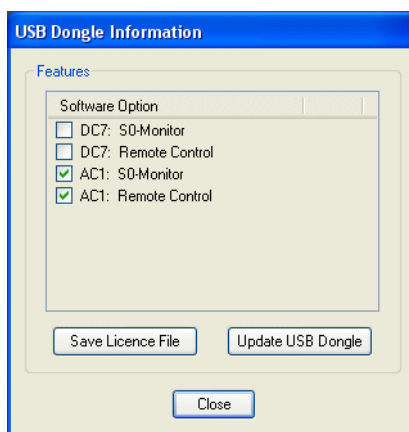 USB Dongle Information
Features
Software Option
DC7: S0-Monitor
DC7: Remote Control
AC1: S0-Monitor
AC1: Remote Control
Save Licence File Update USB Dongle
Close